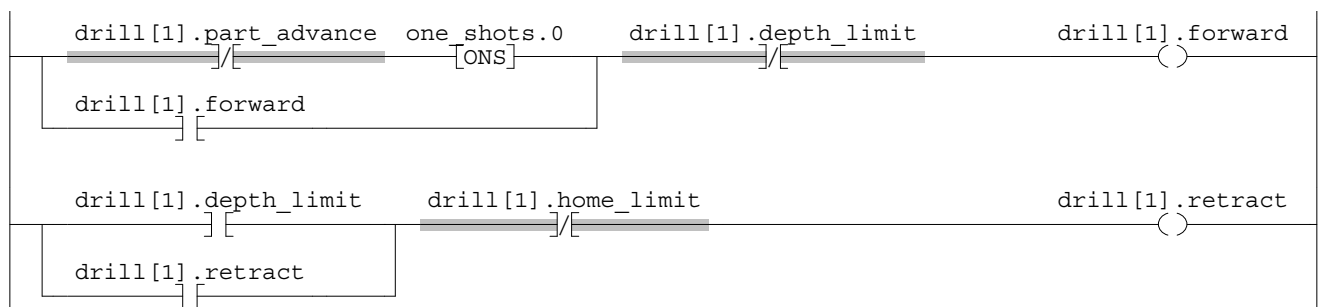 drill[1].part_advance one_shots.0 drill[1].depth_limit drill[1].forward
ONS
drill[1].forward
drill[1].depth_limit drill[1].home_limit drill[1].retract
drill[1].retract